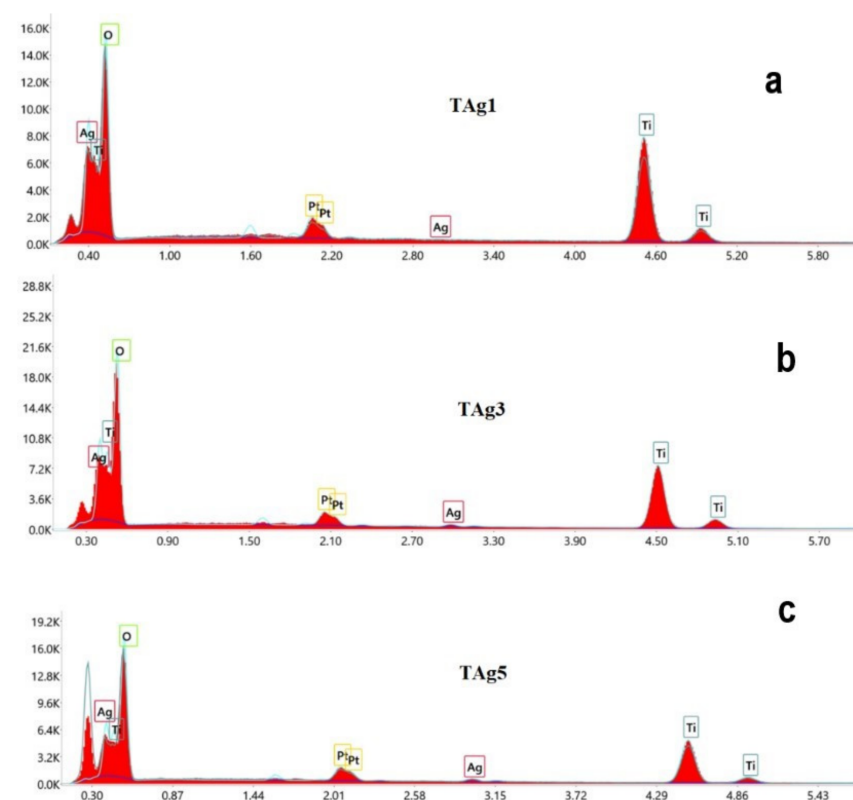 16.0K
O
14.0K
a
12.0K
TAg1
10.0K
Ag
Ti
8.0K
Ti
6.0K
4.0K
Pt Pt
Ti
2.0K
Ag
0.0K
0.40 1.00 1.60 2.20 2.80 3.40 4.00 4.60 5.20 5.80
28.8K
25.2K
21.6K
O
b
18.0K
TAg3
14.4K
Ti
10.8K
Ag
Ti
7.2K
Pt Pt
Ti
3.6K
Ag
0.0K
0.30 0.90 1.50 2.10 2.70 3.30 3.90 4.50 5.10 5.70
c
19.2K
O
16.0K
TAg5
12.8K
9.6K
Ag
Ti
Ti
6.4K
Pt Pt
Ti
3.2K
Ag
0.0K
0.30 0.87 1.44 2.01 2.58 3.15 3.72 4.29 4.86 5.43